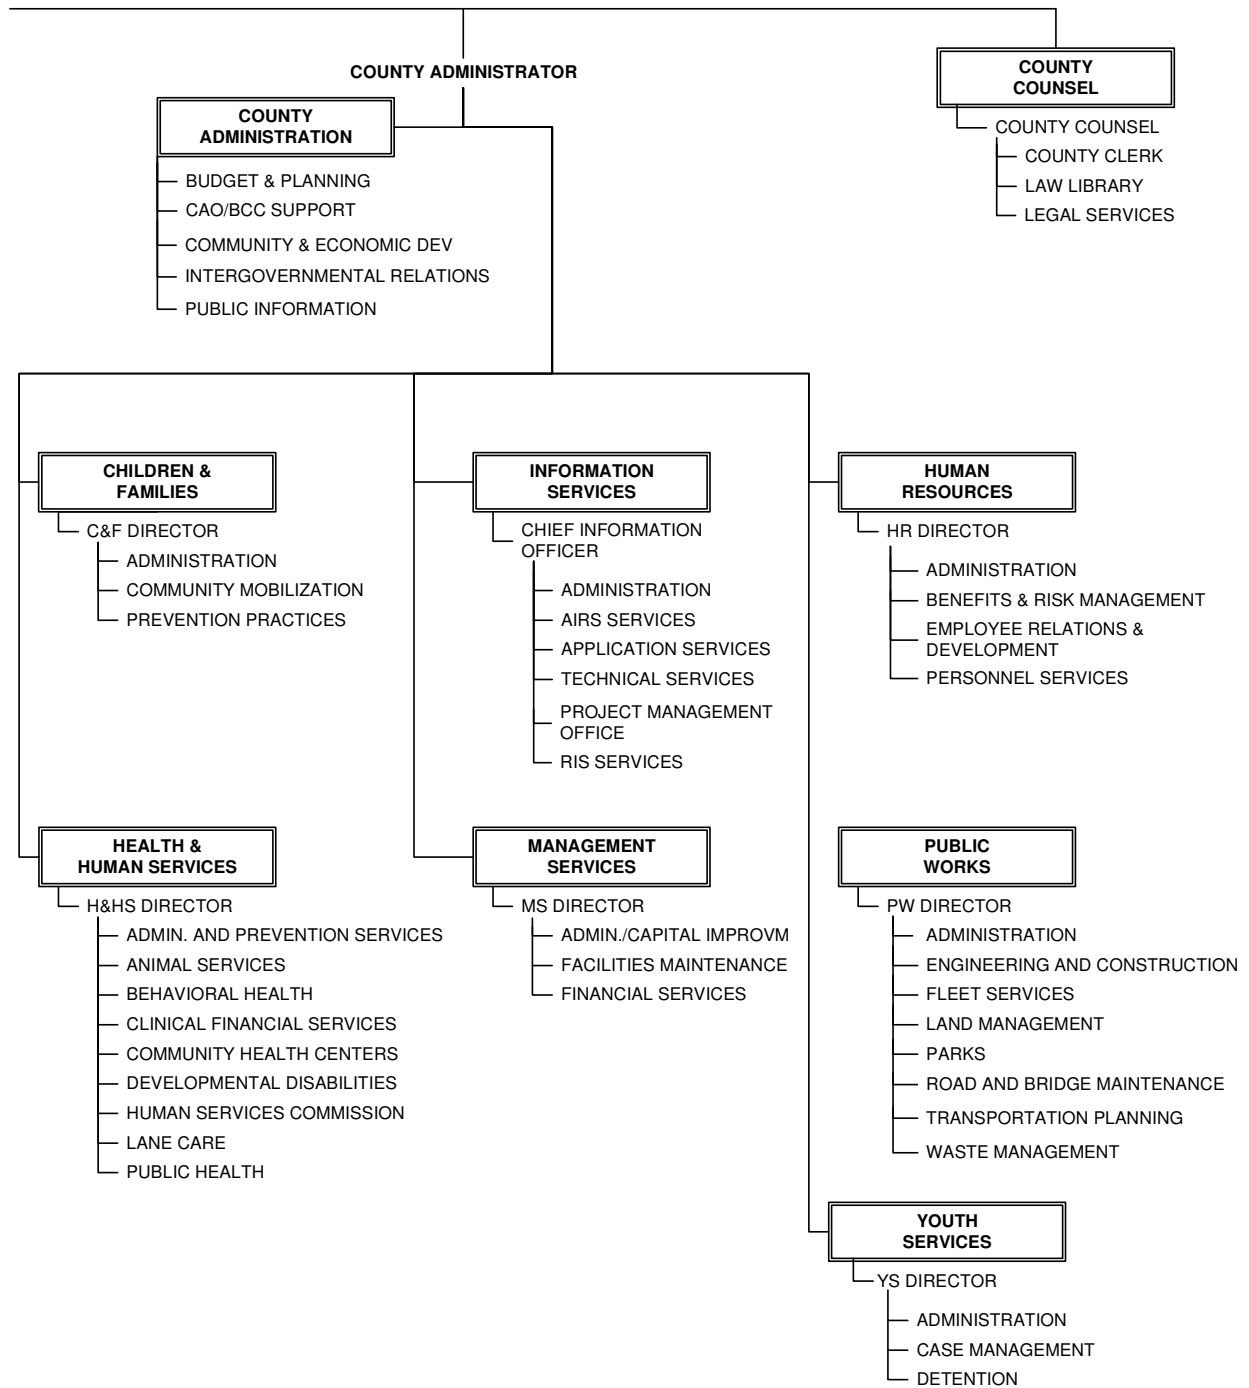 COUNTY ADMINISTRATOR
COUNTY
ADMINISTRATION
BUDGET & PLANNING
CAO/BCC SUPPORT
COMMUNITY & ECONOMIC DEV
INTERGOVERNMENTAL RELATIONS
PUBLIC INFORMATION
COUNTY
COUNSEL
COUNTY COUNSEL
COUNTY CLERK
LAW LIBRARY
LEGAL SERVICES
CHILDREN &
FAMILIES
C&F DIRECTOR
ADMINISTRATION
COMMUNITY MOBILIZATION
PREVENTION PRACTICES
INFORMATION
SERVICES
CHIEF INFORMATION
OFFICER
ADMINISTRATION
AIRS SERVICES
APPLICATION SERVICES
TECHNICAL SERVICES
PROJECT MANAGEMENT
OFFICE
RIS SERVICES
HUMAN
RESOURCES
HR DIRECTOR
ADMINISTRATION
BENEFITS & RISK MANAGEMENT
EMPLOYEE RELATIONS &
DEVELOPMENT
PERSONNEL SERVICES
HEALTH &
HUMAN SERVICES
H&HS DIRECTOR
ADMIN. AND PREVENTION SERVICES
ANIMAL SERVICES
BEHAVIORAL HEALTH
CLINICAL FINANCIAL SERVICES
COMMUNITY HEALTH CENTERS
DEVELOPMENTAL DISABILITIES
HUMAN SERVICES COMMISSION
LANE CARE
PUBLIC HEALTH
MANAGEMENT
SERVICES
MS DIRECTOR
ADMIN./CAPITAL IMPROVM
FACILITIES MAINTENANCE
FINANCIAL SERVICES
PUBLIC
WORKS
PW DIRECTOR
ADMINISTRATION
ENGINEERING AND CONSTRUCTION
FLEET SERVICES
LAND MANAGEMENT
PARKS
ROAD AND BRIDGE MAINTENANCE
TRANSPORTATION PLANNING
WASTE MANAGEMENT
YOUTH
SERVICES
YS DIRECTOR
ADMINISTRATION
CASE MANAGEMENT
DETENTION